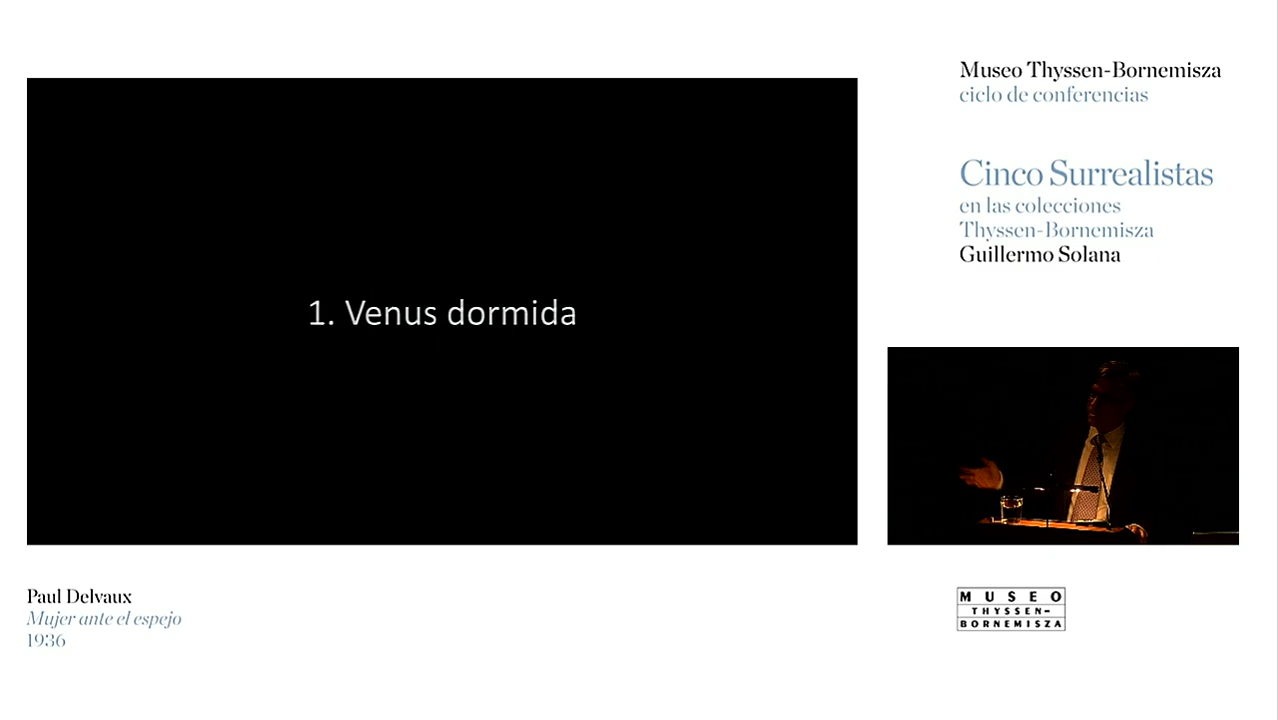 Museo Thyssen-Bornemisza
ciclo de conferencias
Cinco Surrealistas
en las colecciones
Thyssen-Bornemisza
Guillermo Solana
1. Venus dormida
Paul Delvaux
Mujer ante el espejo
1936
MUSEO
THYSSEN-
BORNEMISZA